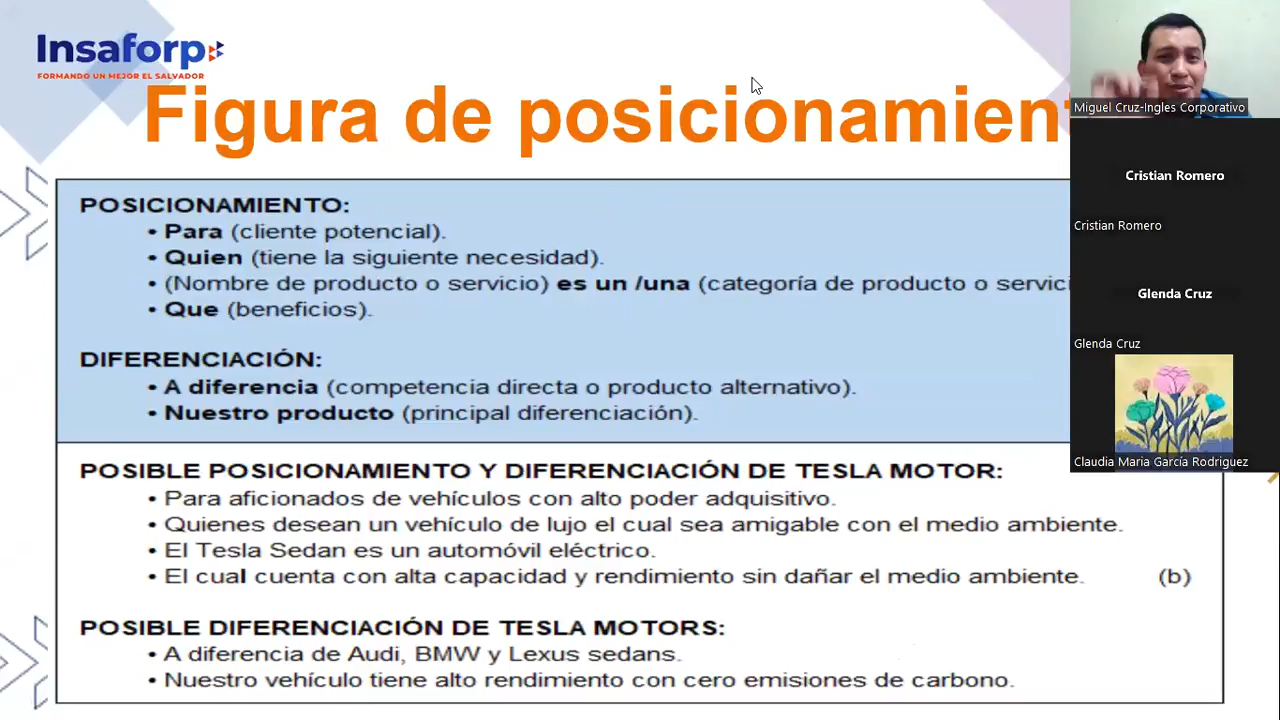 Insaforp
FORMANDO UN MEJOR EL SALVADOR
Figura de posicionamien
POSICIONAMIENTO:
• Para (cliente potencial).
• Quien (tiene la siguiente necesidad).
• (Nombre de producto o servicio) es un /una (categoría de producto o servici
• Que (beneficios).
DIFERENCIACIÓN:
• A diferencia (competencia directa o producto alternativo).
• Nuestro producto (principal diferenciación).
POSIBLE POSICIONAMIENTO Y DIFERENCIACIÓN DE TESLA MOTOR:
• Para aficionados de vehículos con alto poder adquisitivo.
• Quienes desean un vehículo de lujo el cual sea amigable con el medio ambiente.
• El Tesla Sedan es un automóvil eléctrico.
• El cual cuenta con alta capacidad y rendimiento sin dañar el medio ambiente. (b)
POSIBLE DIFERENCIACIÓN DE TESLA MOTORS:
• A diferencia de Audi, BMW y Lexus sedans.
• Nuestro vehículo tiene alto rendimiento con cero emisiones de carbono.
Miguel Cruz-Ingles Corporativo
Cristian Romero
Cristian Romero
Glenda Cruz
Glenda Cruz
Claudia Maria García Rodriguez